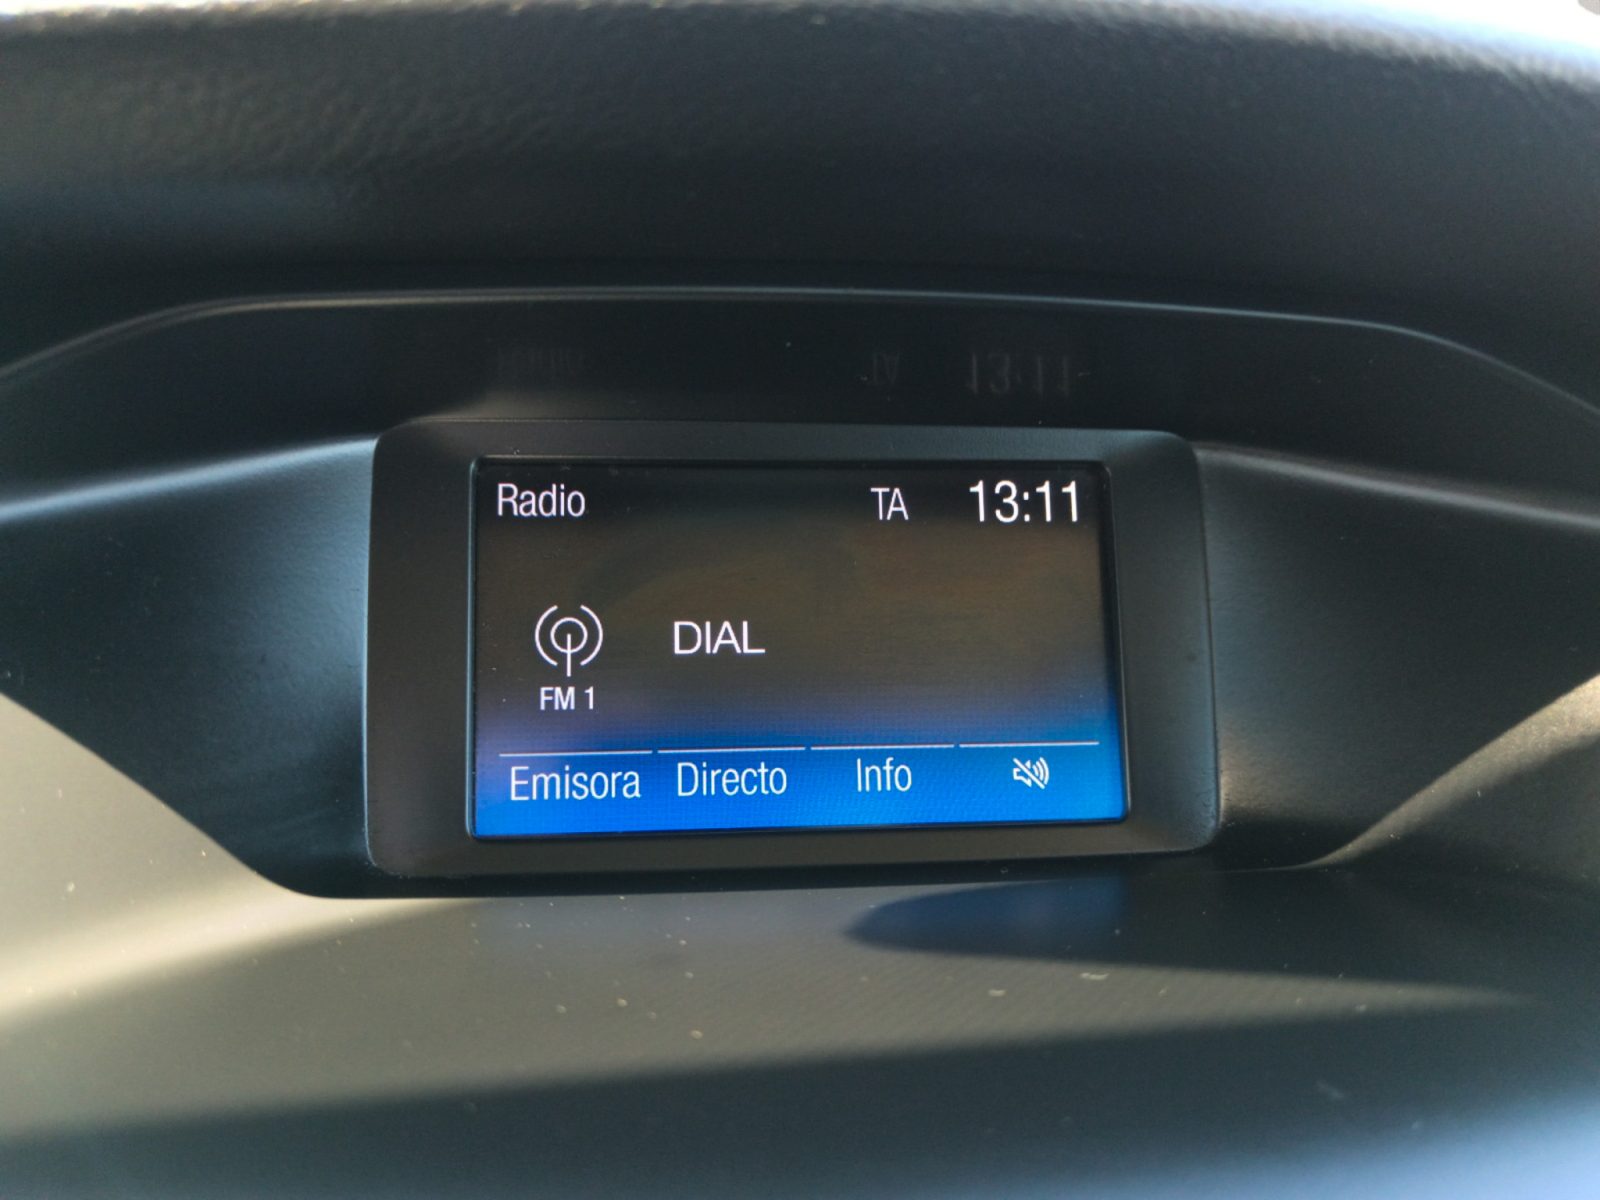 Radio TA 13:11
DIAL
FM 1
Emisora Directo Info